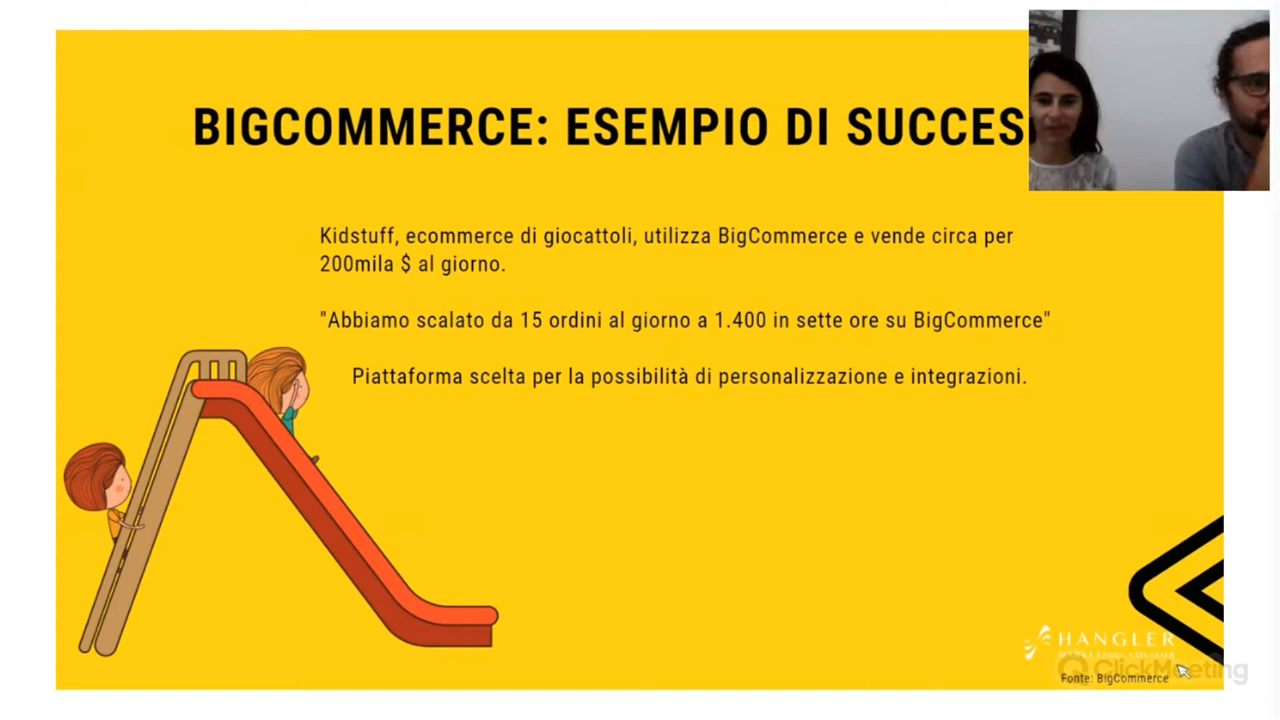 BIGCOMMERCE: ESEMPIO DI SUCCES
Kidstuff, ecommerce di giocattoli, utilizza BigCommerce e vende circa per
200mila $ al giorno.
"Abbiamo scalato da 15 ordini al giorno a 1.400 in sette ore su BigCommerce"
Piattaforma scelta per la possibilità di personalizzazione e integrazioni.
HANGLER
MARKETING ADVISOR
ClickMeeting
Fonte: BigCommerce